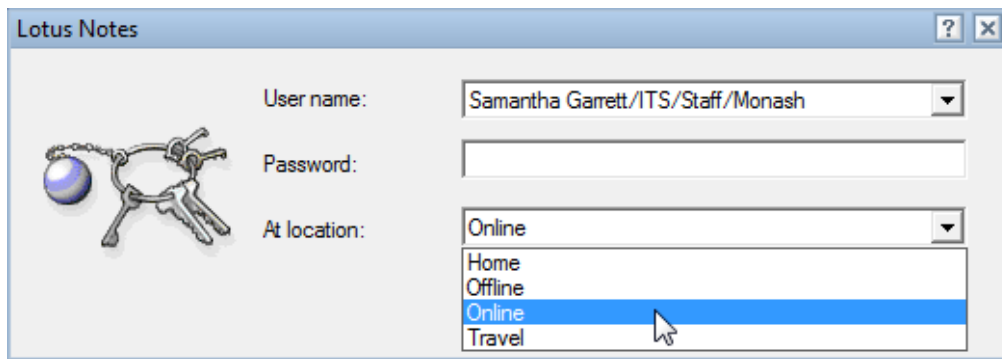 Lotus Notes
User name: Samantha Garrett/ITS/Staff/Monash
Password:
At location: Online
Home
Offline
Online
Travel